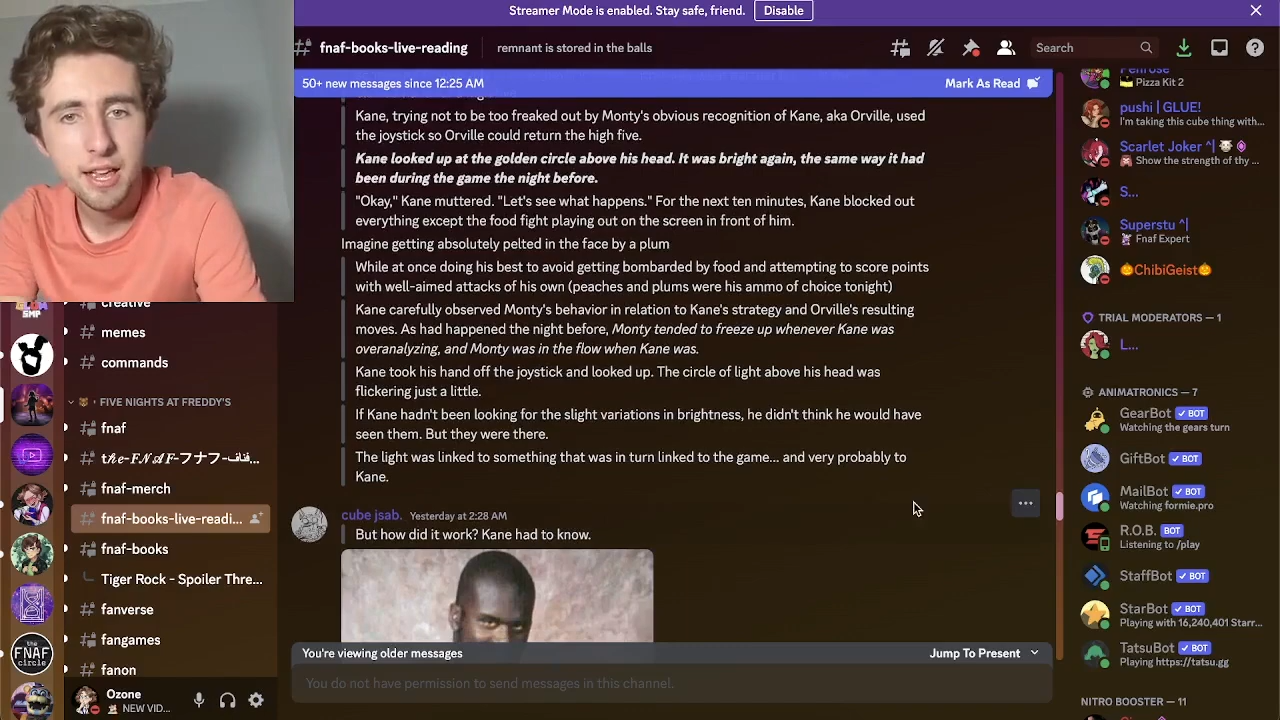 Streamer Mode is enabled. Stay safe, friend.
Disable
fnaf-books-live-reading
remnant is stored in the balls
Search
50+ new messages since 12:25 AM
Mark As Read
Kane, trying not to be too freaked out by Monty's obvious recognition of Kane, aka Orville, used
the joystick so Orville could return the high five.
Kane looked up at the golden circle above his head. It was bright again, the same way it had
been during the game the night before.
"Okay," Kane muttered. "Let's see what happens." For the next ten minutes, Kane blocked out
everything except the food fight playing out on the screen in front of him.
Imagine getting absolutely pelted in the face by a plum
While at once doing his best to avoid getting bombarded by food and attempting to score points
with well-aimed attacks of his own (peaches and plums were his ammo of choice tonight)
Kane carefully observed Monty's behavior in relation to Kane's strategy and Orville's resulting
moves. As had happened the night before, Monty tended to freeze up whenever Kane was
overanalyzing, and Monty was in the flow when Kane was.
Kane took his hand off the joystick and looked up. The circle of light above his head was
flickering just a little.
If Kane hadn't been looking for the slight variations in brightness, he didn't think he would have
seen them. But they were there.
The light was linked to something that was in turn linked to the game... and very probably to
Kane.
cube jsab. Yesterday at 2:28 AM
But how did it work? Kane had to know.
You're viewing older messages
Jump To Present
You do not have permission to send messages in this channel.
creative
memes
commands
FIVE NIGHTS AT FREDDY'S
fnaf
fnaf-merch
fnaf-books-live-readi...
fnaf-books
Tiger Rock - Spoiler Thre...
fanverse
fangames
fanon
THE FNAF CIRCLE
Ozone
NEW VID...
Penrose
Pizza Kit 2
pushi | GLUE!
I'm taking this cube thing with...
Scarlet Joker ^|
Show the strength of thy ...
S...
Superstu ^|
Fnaf Expert
ChibiGeist
TRIAL MODERATORS — 1
L...
ANIMATRONICS — 7
GearBot BOT
Watching the gears turn
GiftBot BOT
MailBot BOT
Watching formie.pro
R.O.B. BOT
Listening to /play
StaffBot BOT
StarBot BOT
Playing with 16,240,401 Starr...
TatsuBot BOT
Playing https://tatsu.gg
NITRO BOOSTER — 11